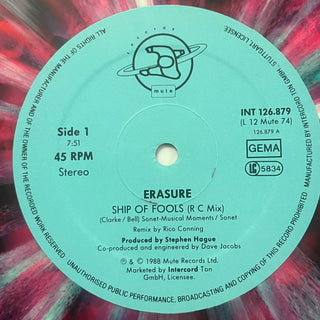 ALL RIGHTS OF THE MANUFACTURER AND OF THE OWNER OF THE RECORDED WORK RESERVED · UNAUTHORISED PUBLIC PERFORMANCE, BROADCASTING AND COPYING OF THIS RECORD PROHIBITED · MANUFACTURED BY INTERCORD TON GMBH · STUTTGART, LICENSEE
records
mute
Side 1
7:51
45 RPM
Stereo
INT 126.879
(L 12 Mute 74)
126.879 A
GEMA
LC 5834
ERASURE
SHIP OF FOOLS (R C Mix)
(Clarke / Bell) Sonet-Musical Moments / Sonet
Remix by Rico Conning
Produced by Stephen Hague
Co-produced and engineered by Dave Jacobs
℗ & © 1988 Mute Records Ltd.
Marketed by Intercord Ton
GmbH, Licensee.